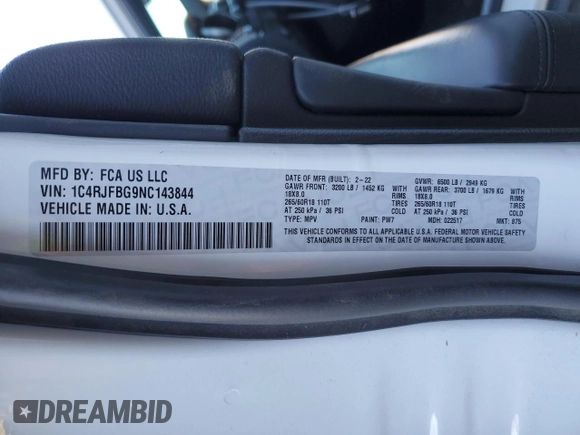 MFD BY: FCA US LLC
VIN: 1C4RJFBG9NC143844
VEHICLE MADE IN: U.S.A.
DATE OF MFR (BUILT): 2-22 GVWR: 6500 LB / 2949 KG
GAWR FRONT: 3200 LB / 1452 KG WITH GAWR REAR: 3700 LB / 1679 KG WITH
18X8.0 RIMS 18X8.0 RIMS
265/60R18 110T TIRES 265/60R18 110T TIRES
AT 250 kPa / 36 PSI COLD AT 250 kPa / 36 PSI COLD
TYPE: MPV PAINT: PW7 MDH: 022517 MKT: 975
THIS VEHICLE CONFORMS TO ALL APPLICABLE U.S.A. FEDERAL MOTOR VEHICLE SAFETY
STANDARDS IN EFFECT ON THE DATE OF MANUFACTURE SHOWN ABOVE.
DREAMBID